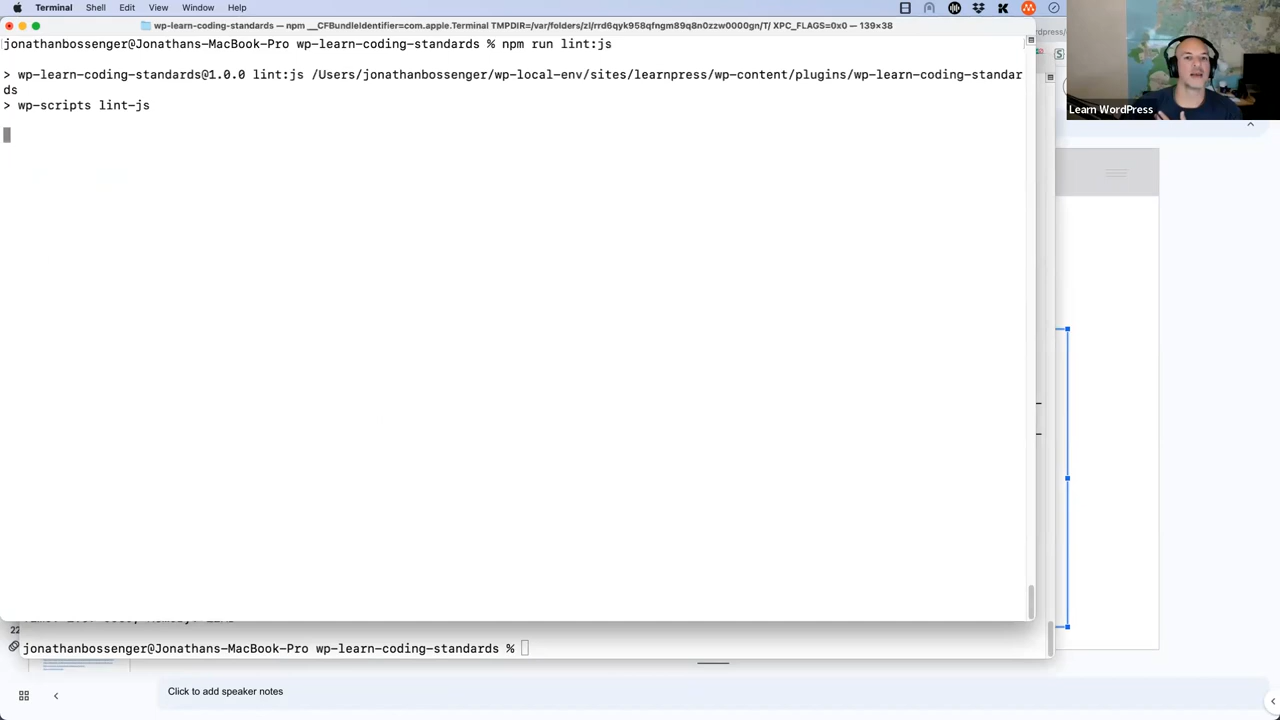 Terminal Shell Edit View Window Help
wp-learn-coding-standards — npm __CFBundleIdentifier=com.apple.Terminal TMPDIR=/var/folders/zl/rrd6qyk958qfngm89q8n0zzw0000gn/T/ XPC_FLAGS=0x0 — 139×38
jonathanbossenger@Jonathans-MacBook-Pro wp-learn-coding-standards % npm run lint:js
> wp-learn-coding-standards@1.0.0 lint:js /Users/jonathanbossenger/wp-local-env/sites/learnpress/wp-content/plugins/wp-learn-coding-standar
ds
> wp-scripts lint-js
Learn WordPress
22
jonathanbossenger@Jonathans-MacBook-Pro wp-learn-coding-standards %
Click to add speaker notes